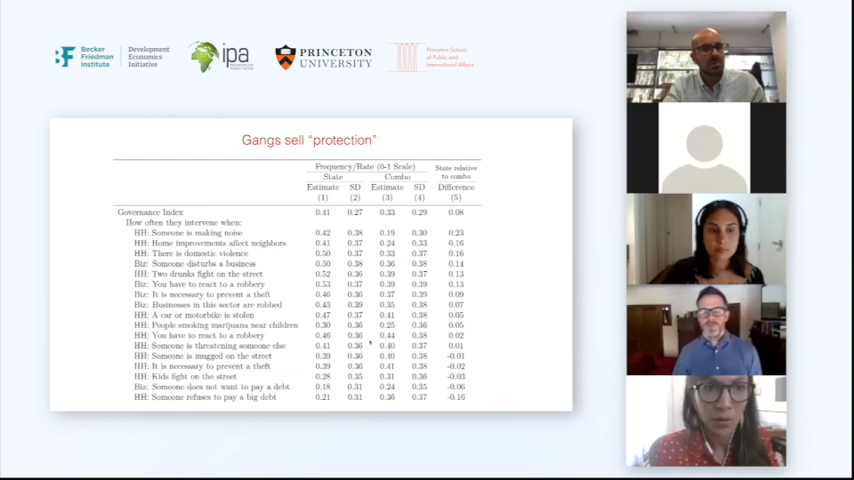 Becker
Friedman
Institute
Development
Economics
Initiative
ipa
PRINCETON
UNIVERSITY
Princeton School
of Public and
International Affairs
Gangs sell “protection”
Frequency/Rate (0-1 Scale) State relative
State Combo to combo
Estimate SD Estimate SD Difference
(1) (2) (3) (4) (5)
Governance Index 0.41 0.27 0.33 0.29 0.08
How often they intervene when:
HH: Someone is making noise 0.42 0.38 0.19 0.30 0.23
HH: Home improvements affect neighbors 0.41 0.37 0.24 0.33 0.16
HH: There is domestic violence 0.50 0.37 0.33 0.37 0.16
Biz: Someone disturbs a business 0.50 0.38 0.36 0.38 0.14
HH: Two drunks fight on the street 0.52 0.36 0.39 0.37 0.13
Biz: You have to react to a robbery 0.53 0.37 0.39 0.39 0.13
Biz: It is necessary to prevent a theft 0.46 0.36 0.37 0.39 0.09
Biz: Businesses in this sector are robbed 0.43 0.39 0.35 0.38 0.07
HH: A car or motorbike is stolen 0.47 0.37 0.41 0.38 0.05
HH: People smoking marijuana near children 0.30 0.36 0.25 0.36 0.05
HH: You have to react to a robbery 0.46 0.36 0.44 0.38 0.02
HH: Someone is threatening someone else 0.41 0.36 0.40 0.37 0.01
HH: Someone is mugged on the street 0.39 0.36 0.40 0.38 -0.01
HH: It is necessary to prevent a theft 0.39 0.36 0.41 0.38 -0.02
HH: Kids fight on the street 0.28 0.35 0.31 0.36 -0.03
Biz: Someone does not want to pay a debt 0.18 0.31 0.24 0.35 -0.06
HH: Someone refuses to pay a big debt 0.21 0.31 0.36 0.37 -0.16